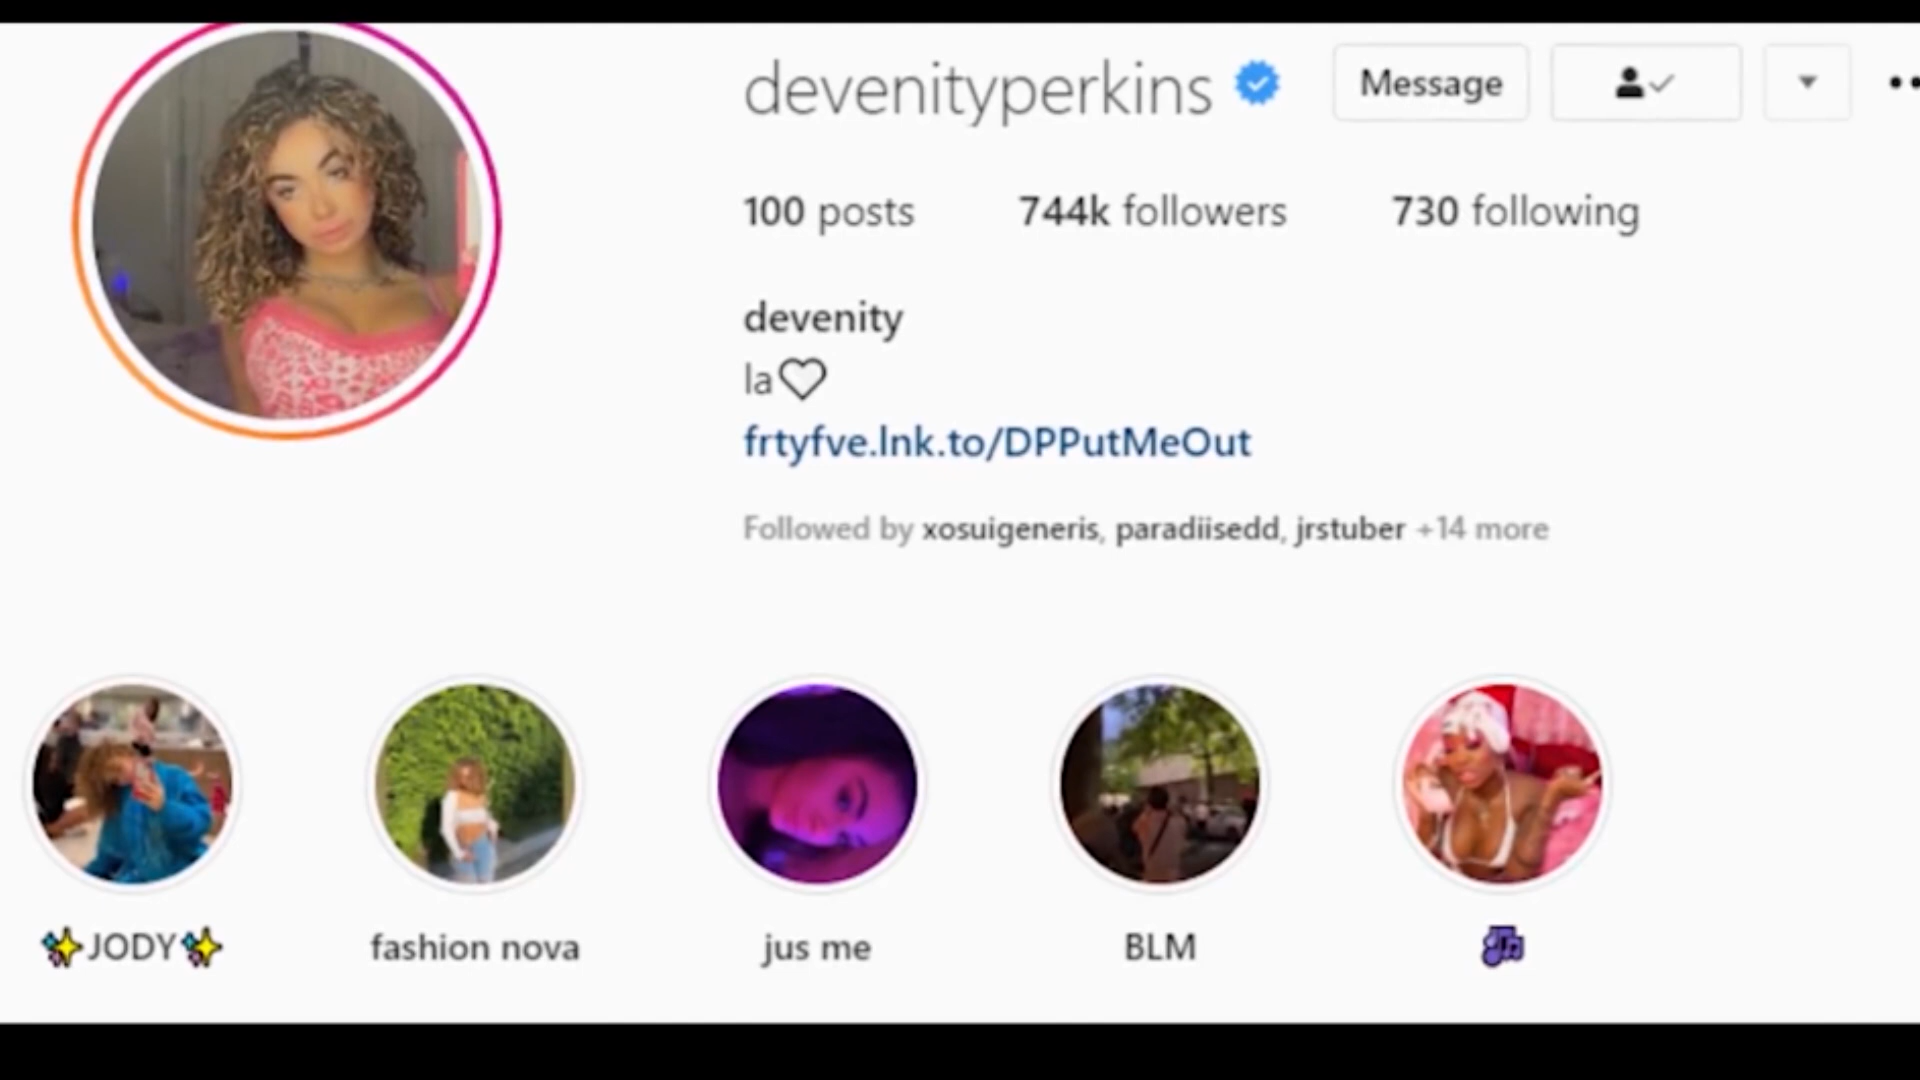 devenityperkins Message
100 posts 744k followers 730 following
devenity
la♡
frtyfve.lnk.to/DPPutMeOut
Followed by xosuigeneris, paradiisedd, jrstuber +14 more
✨JODY✨ fashion nova jus me BLM 🎶